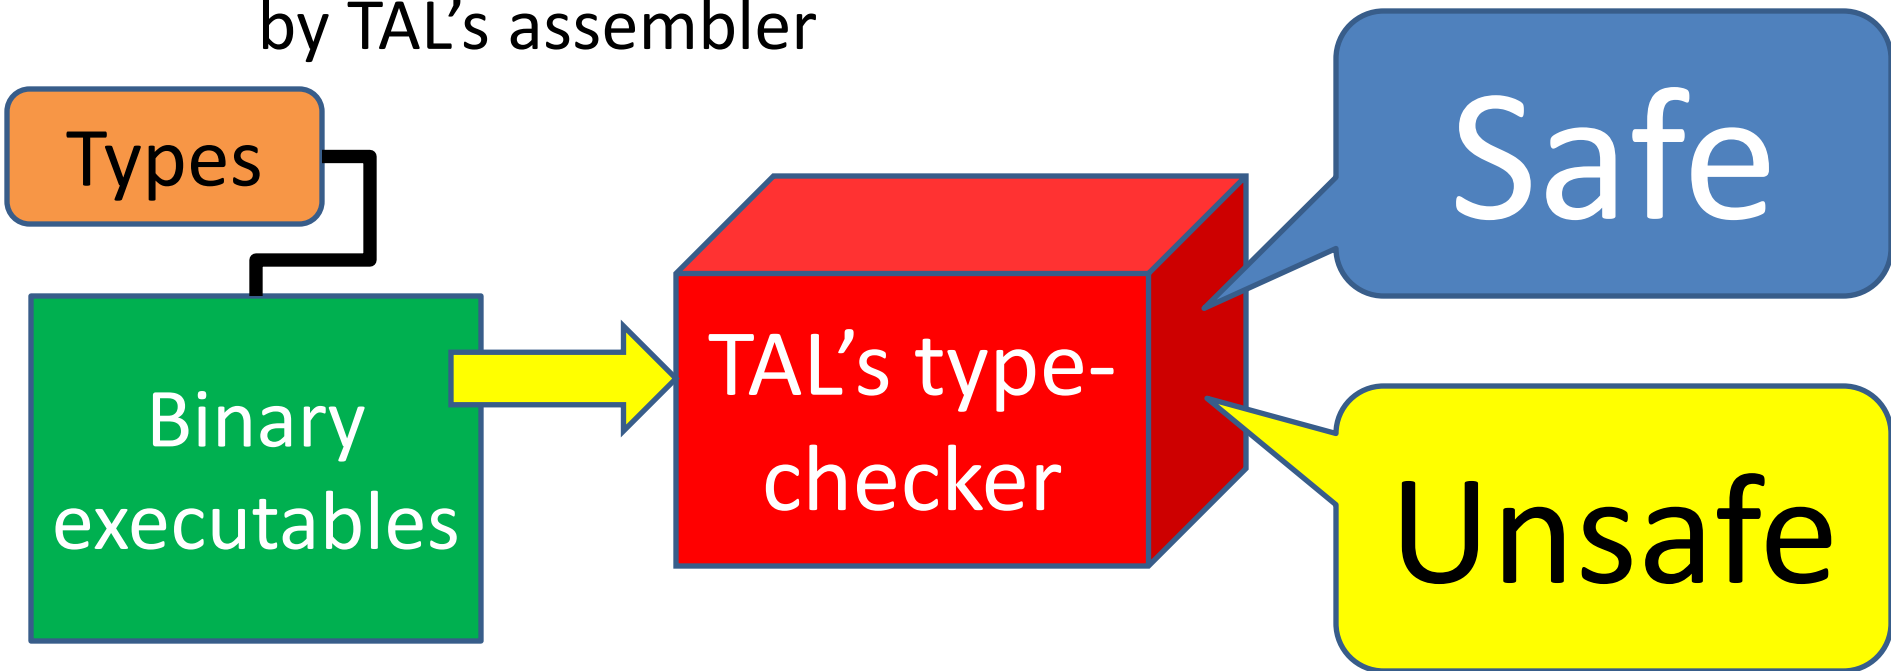 by TAL’s assembler
Types
Binary
executables
TAL’s type-
checker
Safe
Unsafe